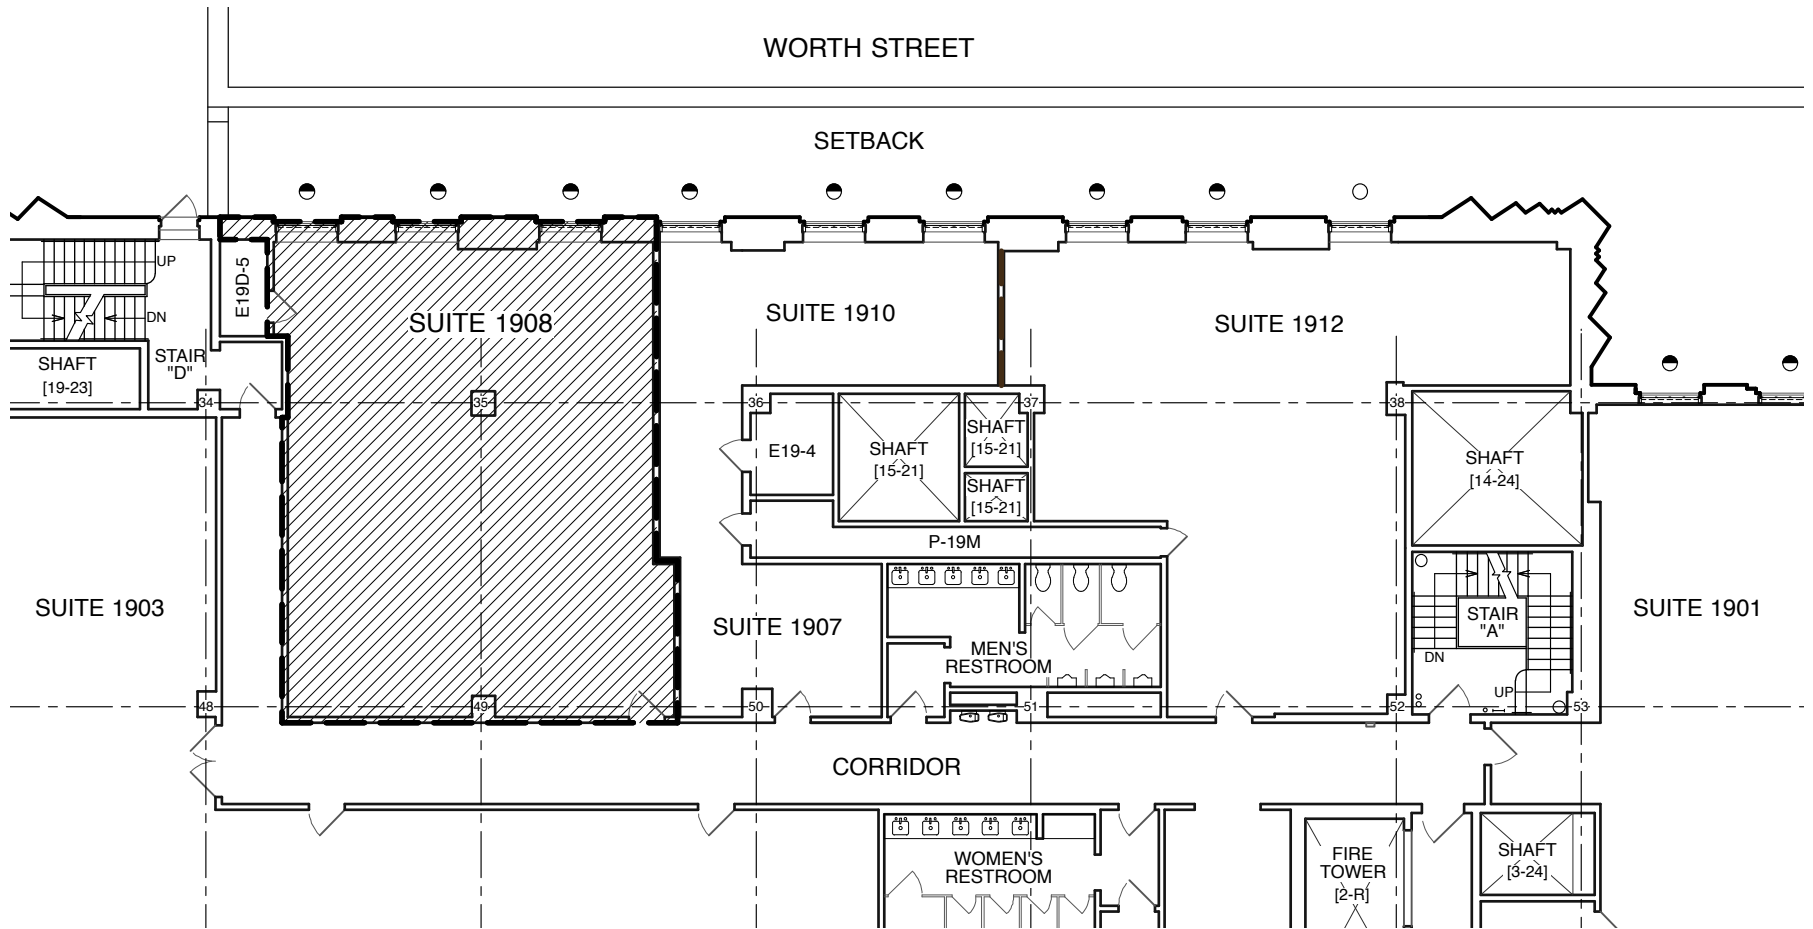 WORTH STREET
SETBACK
UP
E19D-5
DN
SUITE 1908
SUITE 1910
SUITE 1912
SHAFT
[19-23]
STAIR
"D"
34
35
36
37
38
E19-4
SHAFT
[15-21]
SHAFT
[15-21]
SHAFT
[15-21]
SHAFT
[14-24]
P-19M
SUITE 1903
SUITE 1907
MEN'S
RESTROOM
STAIR
"A"
DN
UP
SUITE 1901
48
49
50
51
52
53
CORRIDOR
WOMEN'S
RESTROOM
FIRE
TOWER
[2-R]
SHAFT
[3-24]